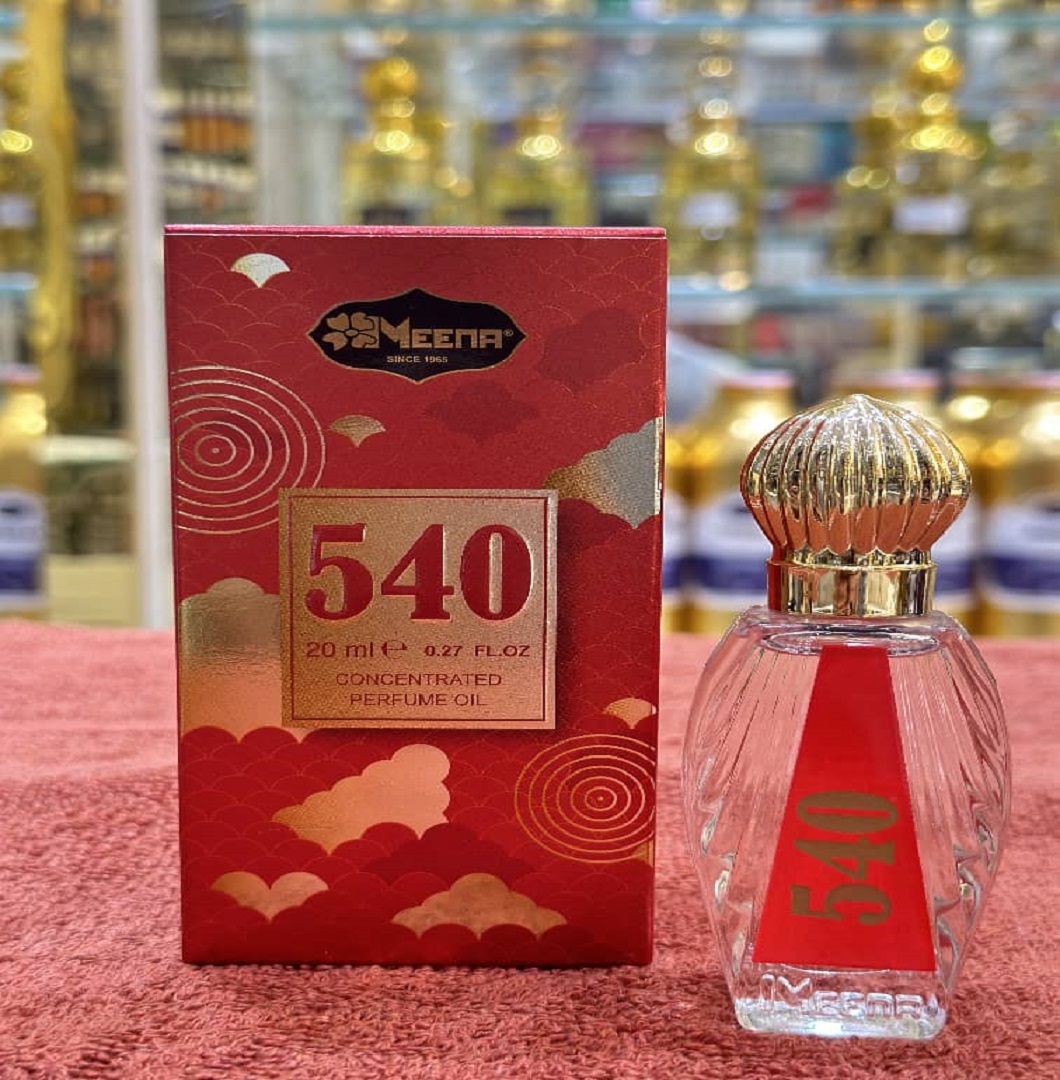 MEENA®
SINCE 1965
540
20 ml ℮ 0.27 FL.OZ
CONCENTRATED
PERFUME OIL
540
MEENA